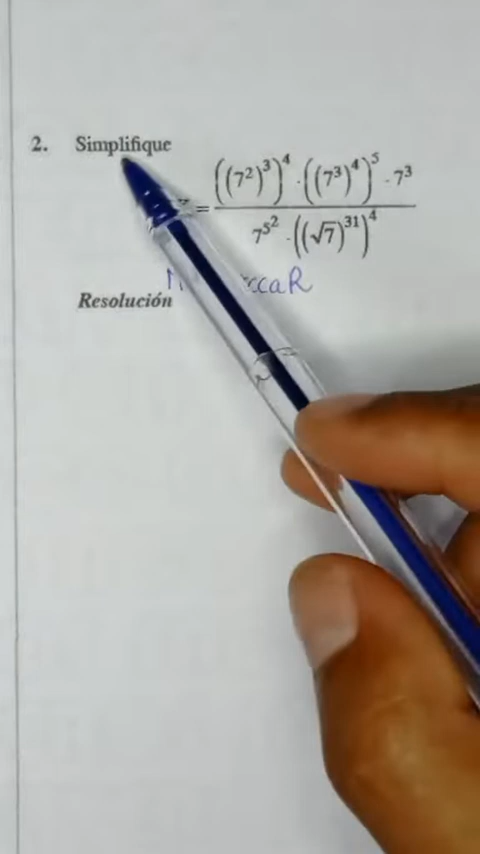 2. Simplifique
= ((7²)³)⁴ · ((7³)⁴)⁵ · 7³
7^{5²} · ((√7)³¹)⁴
Resolución